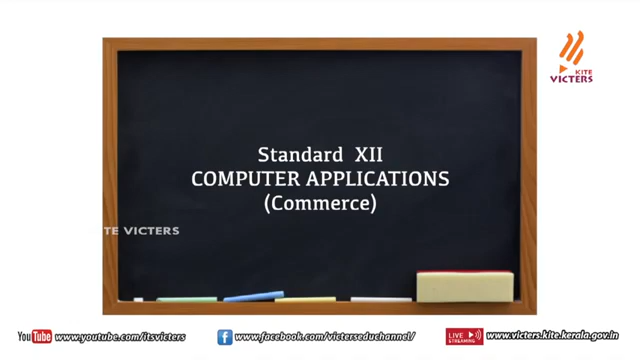 KITE
VICTERS
Standard XII
COMPUTER APPLICATIONS
(Commerce)
TE VICTERS
YouTube www.youtube.com/itsvicters
f www.facebook.com/victerseduchannel/
LIVE STREAMING www.victers.kite.kerala.gov.in